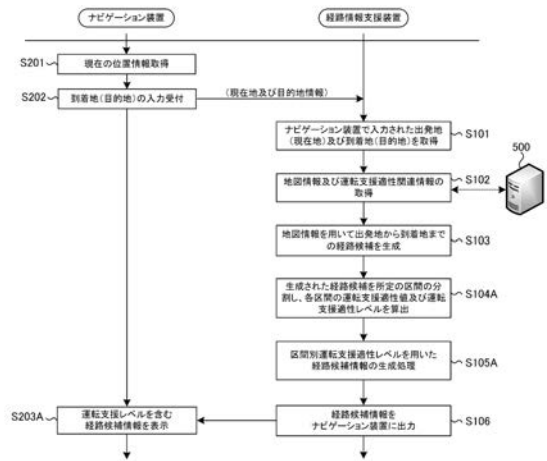 ナビゲーション装置
経路情報支援装置
S201
現在の位置情報取得
S202
到着地(目的地)の入力受付
(現在地及び目的地情報)
ナビゲーション装置で入力された出発地
(現在地)及び到着地(目的地)を取得
S101
500
地図情報及び運転支援適性関連情報の
取得
S102
地図情報を用いて出発地から到着地まで
の経路候補を生成
S103
生成された経路候補を所定の区間の分
割し、各区間の運転支援適性値及び運転
支援適性レベルを算出
S104A
区間別運転支援適性レベルを用いた
経路候補情報の生成処理
S105A
S203A
運転支援レベルを含む
経路候補情報を表示
経路候補情報を
ナビゲーション装置に出力
S106